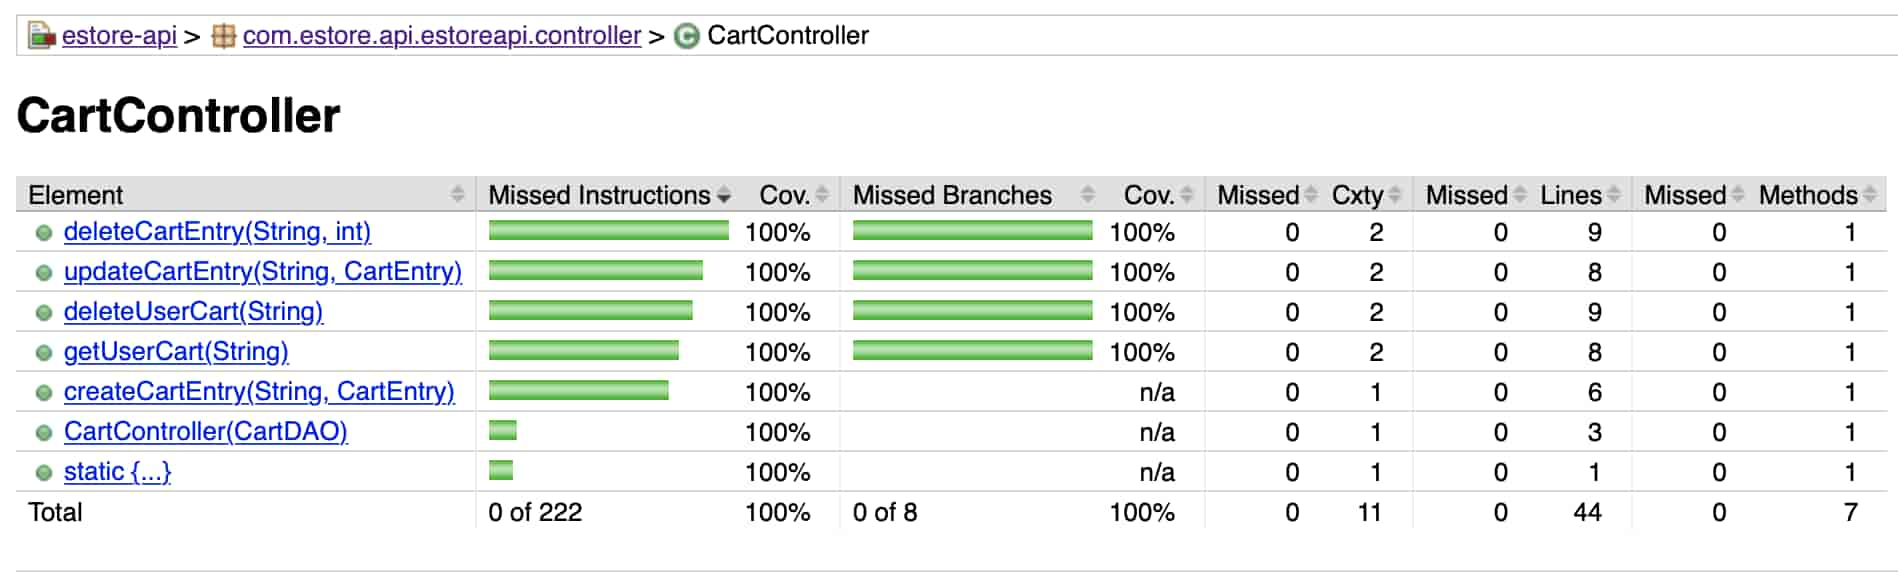 estore-api > com.estore.api.estoreapi.controller > CartController
CartController
Element Missed Instructions Cov. Missed Branches Cov. Missed Cxty Missed Lines Missed Methods
deleteCartEntry(String, int) 100% 100% 0 2 0 9 0 1
updateCartEntry(String, CartEntry) 100% 100% 0 2 0 8 0 1
deleteUserCart(String) 100% 100% 0 2 0 9 0 1
getUserCart(String) 100% 100% 0 2 0 8 0 1
createCartEntry(String, CartEntry) 100% n/a 0 1 0 6 0 1
CartController(CartDAO) 100% n/a 0 1 0 3 0 1
static {...} 100% n/a 0 1 0 1 0 1
Total 0 of 222 100% 0 of 8 100% 0 11 0 44 0 7